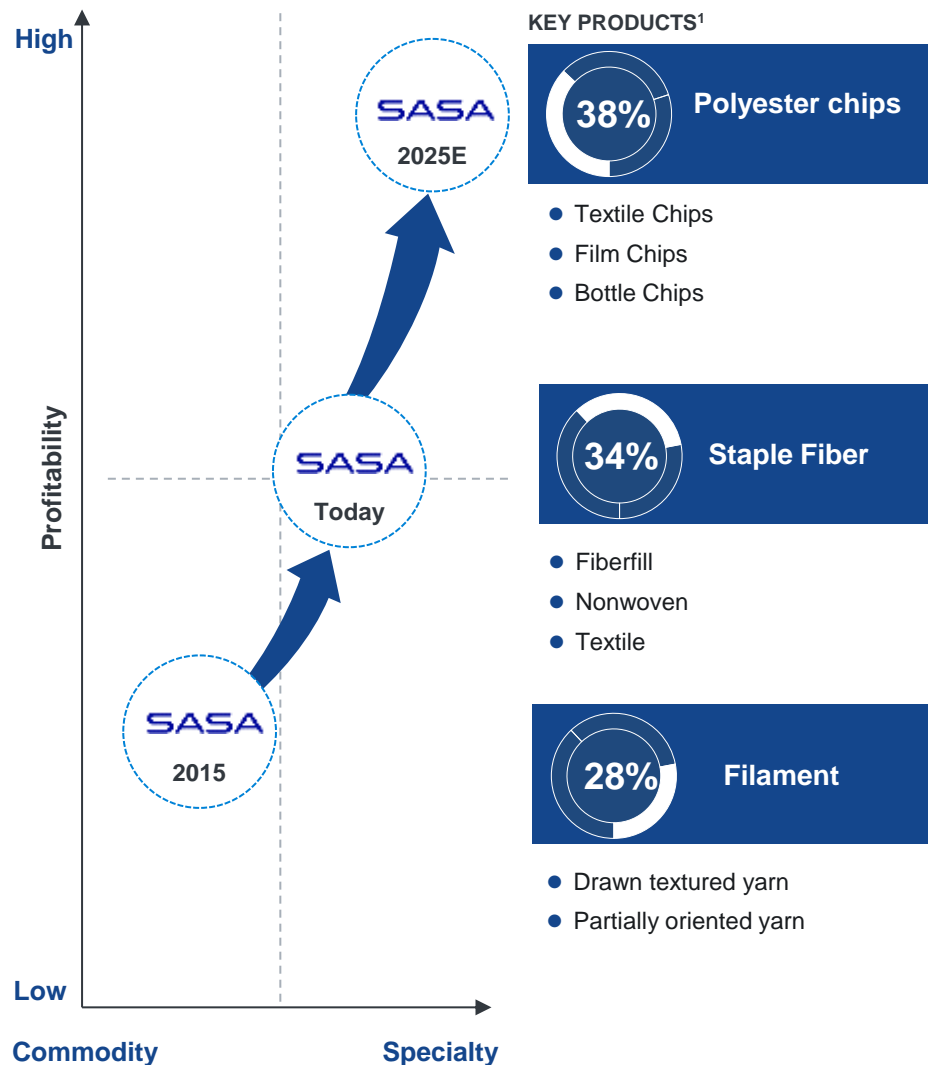 High
KEY PRODUCTS¹
38%
Polyester chips
SASA
2025E
Textile Chips
Film Chips
Bottle Chips
Profitability
34%
Staple Fiber
SASA
Today
Fiberfill
Nonwoven
Textile
SASA
2015
28%
Filament
Drawn textured yarn
Partially oriented yarn
Low
Commodity
Specialty